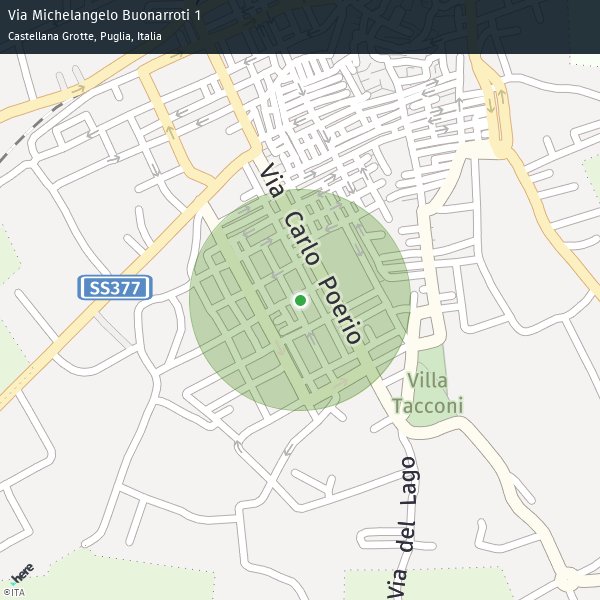 Via Michelangelo Buonarroti 1
Castellana Grotte, Puglia, Italia
Via Carlo Poerio
SS377
Villa
Tacconi
Via del Lago
here
©ITA